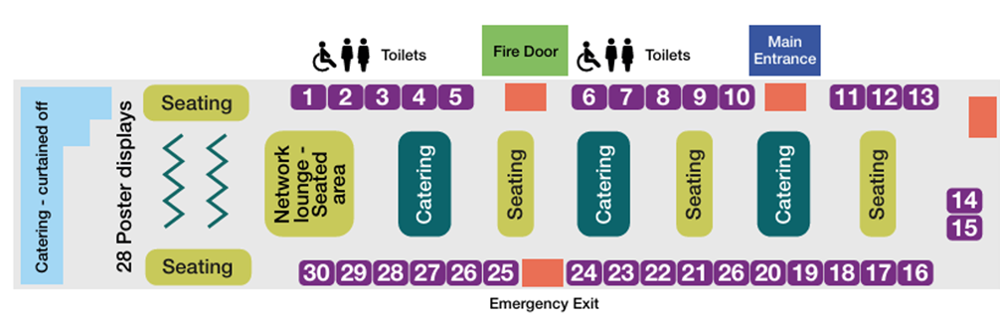 Toilets
Fire Door
Toilets
Main
Entrance
Catering - curtained off
28 Poster displays
Seating
1 2 3 4 5
6 7 8 9 10
11 12 13
Network
lounge -
Seated
area
Catering
Seating
Catering
Seating
Catering
Seating
14
15
Seating
30 29 28 27 26 25
24 23 22 21 26 20 19 18 17 16
Emergency Exit